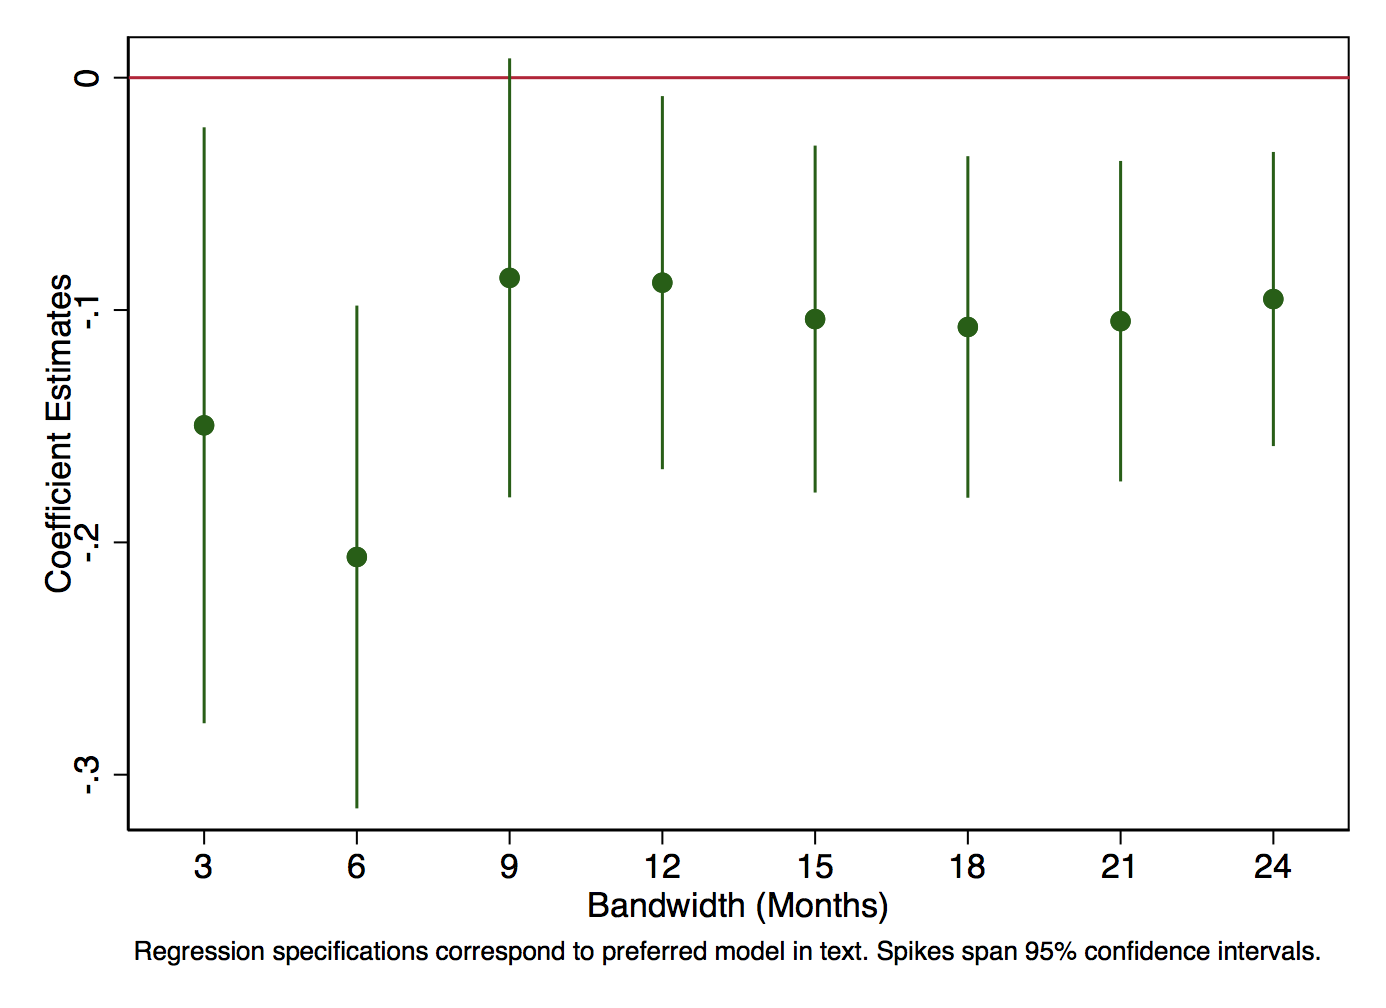 Coefficient Estimates
0
-.1
-.2
-.3
3 6 9 12 15 18 21 24
Bandwidth (Months)
Regression specifications correspond to preferred model in text. Spikes span 95% confidence intervals.